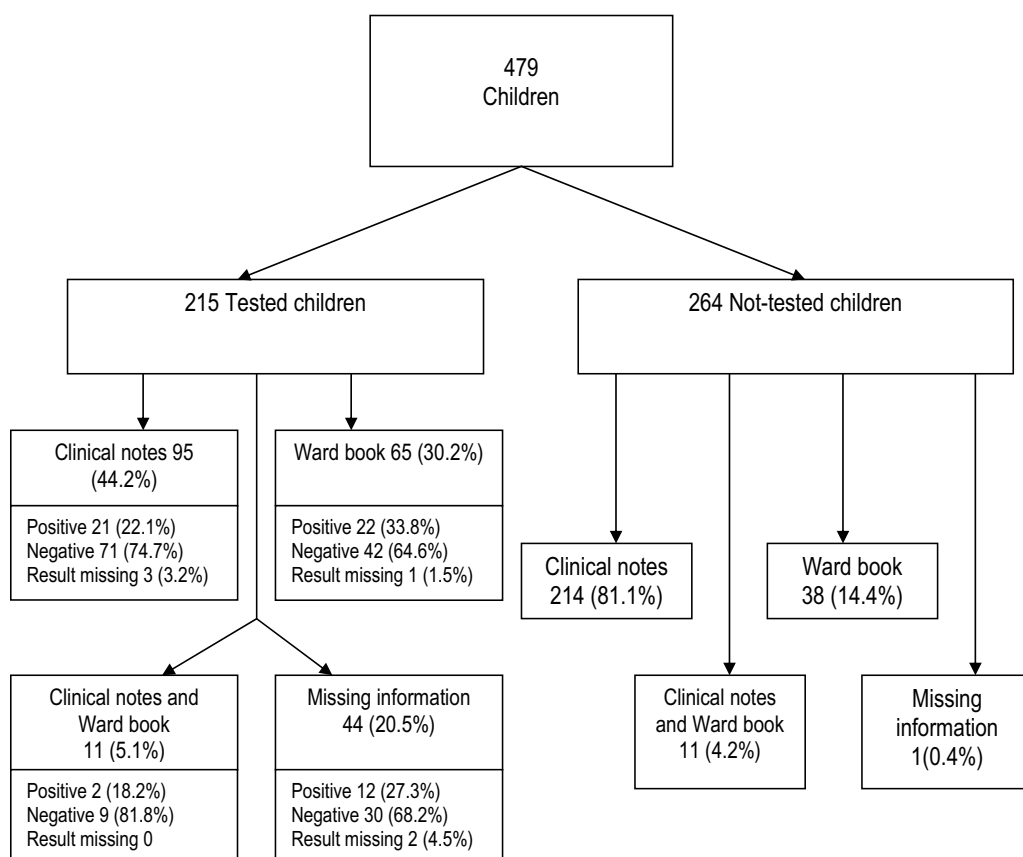 479
Children
215 Tested children
264 Not-tested children
Clinical notes 95
(44.2%)
Positive 21 (22.1%)
Negative 71 (74.7%)
Result missing 3 (3.2%)
Ward book 65 (30.2%)
Positive 22 (33.8%)
Negative 42 (64.6%)
Result missing 1 (1.5%)
Clinical notes
214 (81.1%)
Ward book
38 (14.4%)
Clinical notes and
Ward book
11 (5.1%)
Positive 2 (18.2%)
Negative 9 (81.8%)
Result missing 0
Missing information
44 (20.5%)
Positive 12 (27.3%)
Negative 30 (68.2%)
Result missing 2 (4.5%)
Clinical notes
and Ward book
11 (4.2%)
Missing
information
1(0.4%)